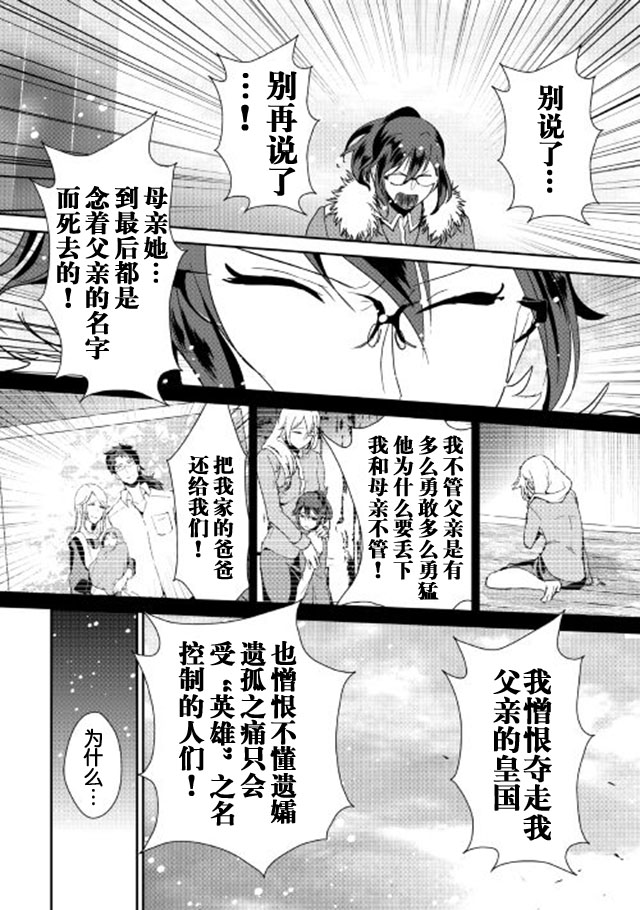 别说了…
别再说了
…！
母亲她…
到最后都是
念着父亲的名字
而死去的！
我不管父亲是有
多么勇敢多么勇猛
他为什么要丢下
我和母亲不管！
把我家的爸爸
还给我们！
我憎恨夺走我
父亲的皇国
也憎恨不懂遗孀
遗孤之痛只会
受“英雄”之名
控制的人们！
为什么…